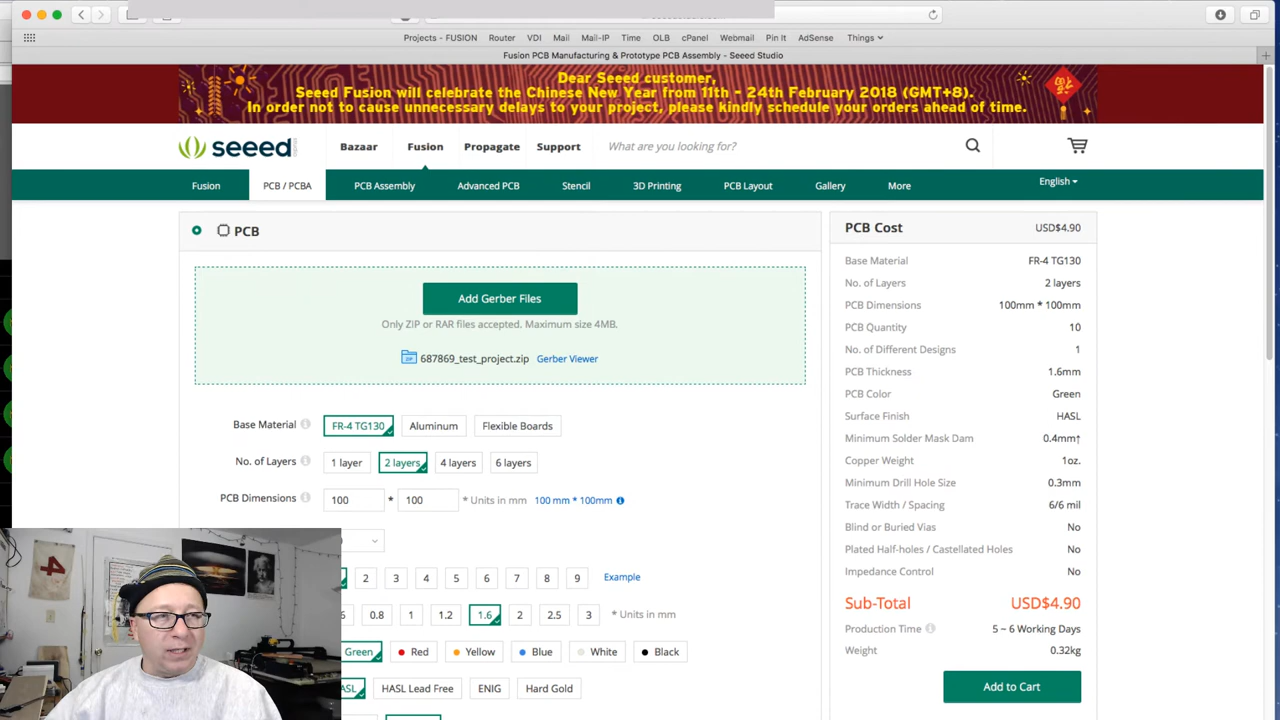 Projects - FUSION Router VDI Mail Mail-IP Time OLB cPanel Webmail Pin It AdSense Things
Fusion PCB Manufacturing & Prototype PCB Assembly - Seeed Studio
Dear Seeed customer,
Seeed Fusion will celebrate the Chinese New Year from 11th - 24th February 2018 (GMT+8).
In order not to cause unnecessary delays to your project, please kindly schedule your orders ahead of time.
seeed Bazaar Fusion Propagate Support What are you looking for?
Fusion PCB / PCBA PCB Assembly Advanced PCB Stencil 3D Printing PCB Layout Gallery More English
PCB
Add Gerber Files
Only ZIP or RAR files accepted. Maximum size 4MB.
687869_test_project.zip Gerber Viewer
Base Material FR-4 TG130 Aluminum Flexible Boards
No. of Layers 1 layer 2 layers 4 layers 6 layers
PCB Dimensions 100 * 100 * Units in mm 100 mm * 100mm
2 3 4 5 6 7 8 9 Example
0.8 1 1.2 1.6 2 2.5 3 * Units in mm
Green Red Yellow Blue White Black
HASL Lead Free ENIG Hard Gold
PCB Cost USD$4.90
Base Material FR-4 TG130
No. of Layers 2 layers
PCB Dimensions 100mm * 100mm
PCB Quantity 10
No. of Different Designs 1
PCB Thickness 1.6mm
PCB Color Green
Surface Finish HASL
Minimum Solder Mask Dam 0.4mm↑
Copper Weight 1oz.
Minimum Drill Hole Size 0.3mm
Trace Width / Spacing 6/6 mil
Blind or Buried Vias No
Plated Half-holes / Castellated Holes No
Impedance Control No
Sub-Total USD$4.90
Production Time 5 ~ 6 Working Days
Weight 0.32kg
Add to Cart
4